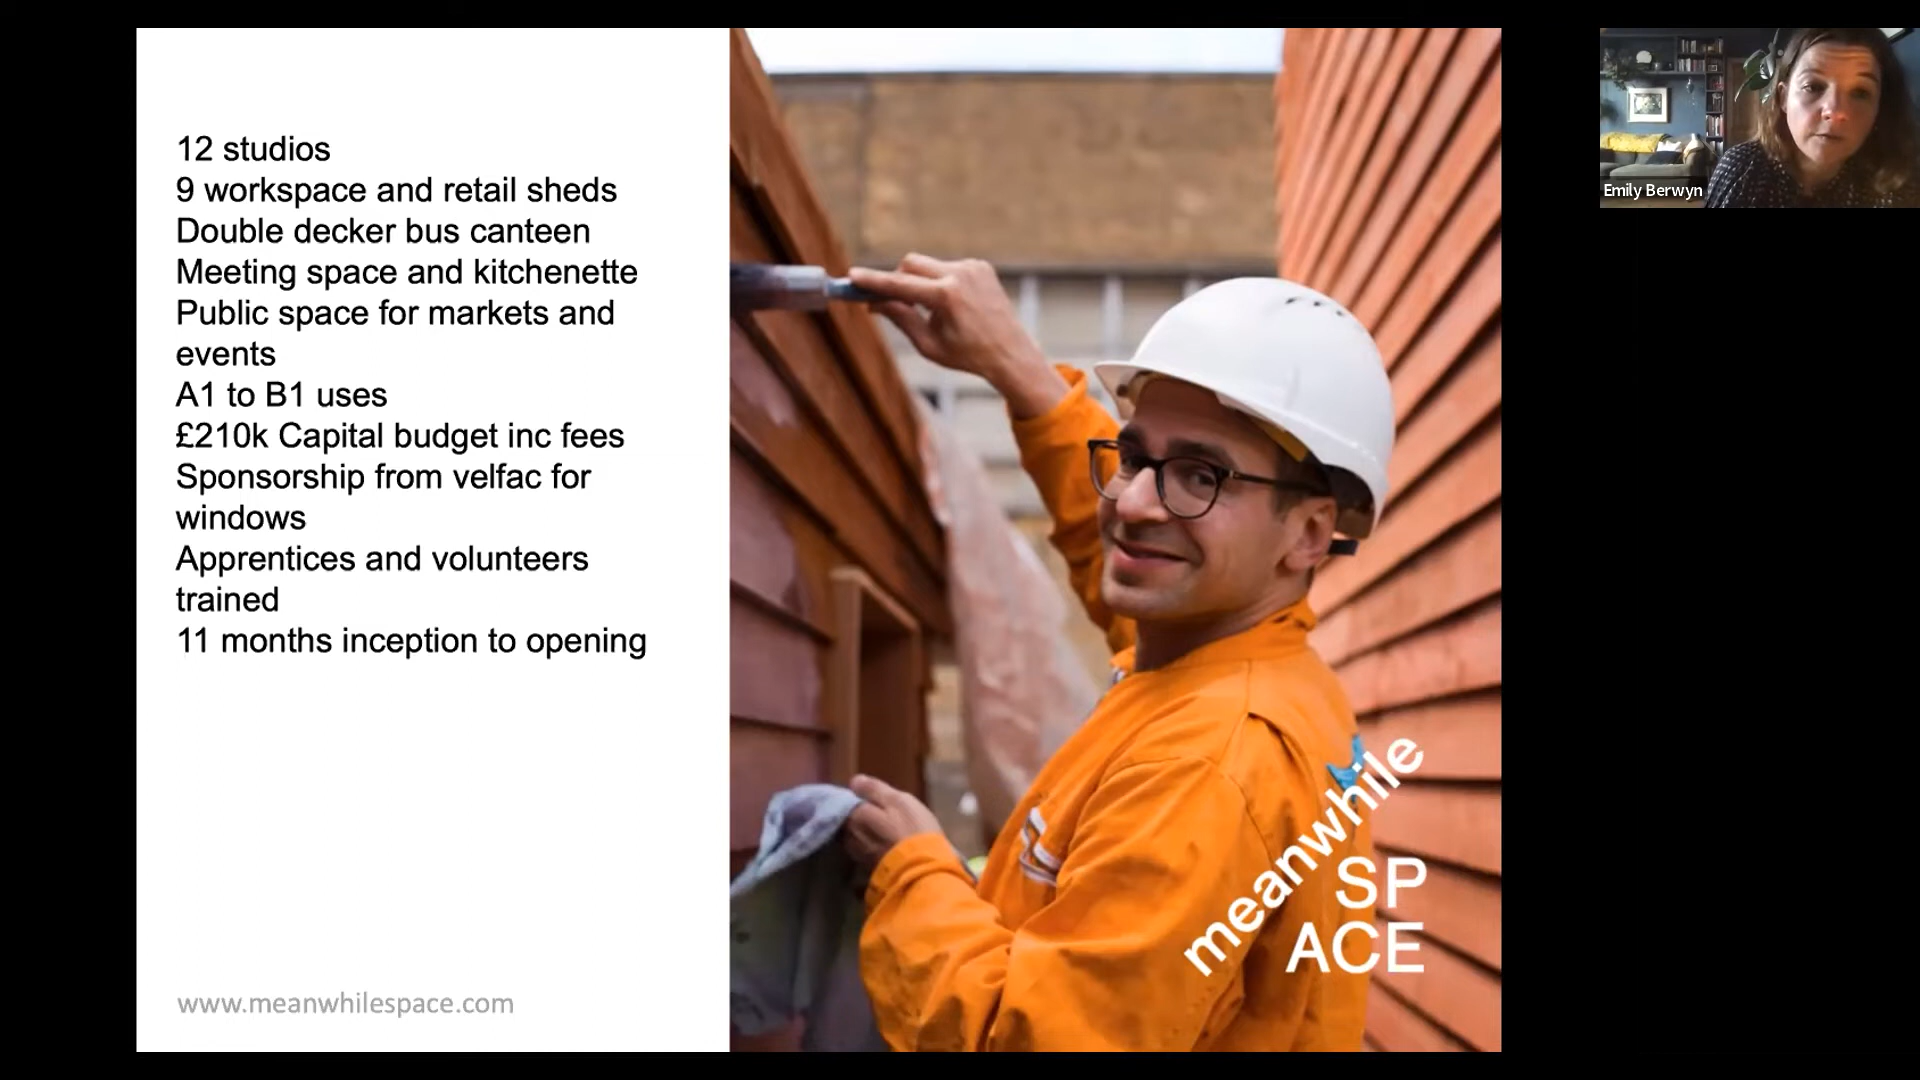 12 studios
9 workspace and retail sheds
Double decker bus canteen
Meeting space and kitchenette
Public space for markets and
events
A1 to B1 uses
£210k Capital budget inc fees
Sponsorship from velfac for
windows
Apprentices and volunteers
trained
11 months inception to opening
www.meanwhilespace.com
meanwhile
SP
ACE
Emily Berwyn